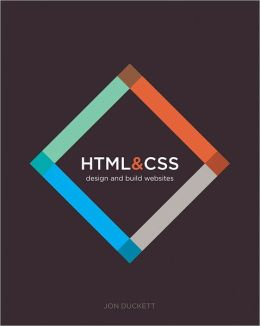 HTML&CSS
design and build websites
JON DUCKETT